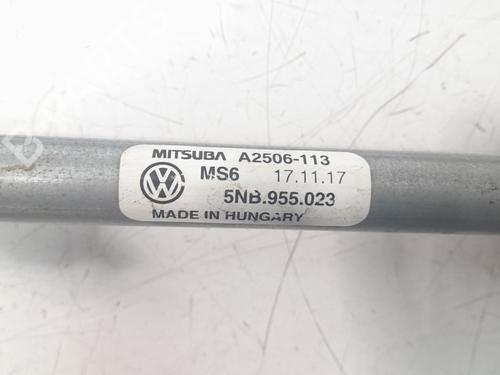 MITSUBA A2506-113
MS6 17.11.17
5NB.955.023
MADE IN HUNGARY